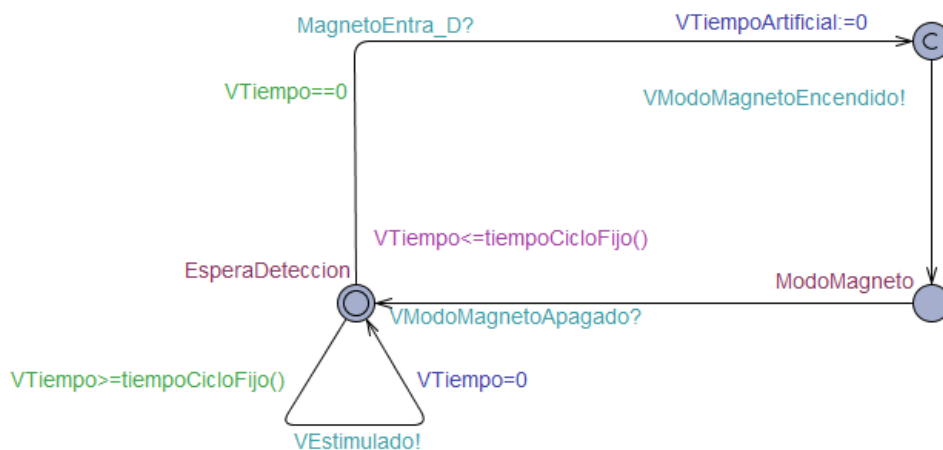 MagnetoEntra_D?
VTiempoArtificial:=0
C
VTiempo==0
VModoMagnetoEncendido!
VTiempo<=tiempoCicloFijo()
EsperaDeteccion
ModoMagneto
VModoMagnetoApagado?
VTiempo>=tiempoCicloFijo()
VTiempo=0
VEstimulado!